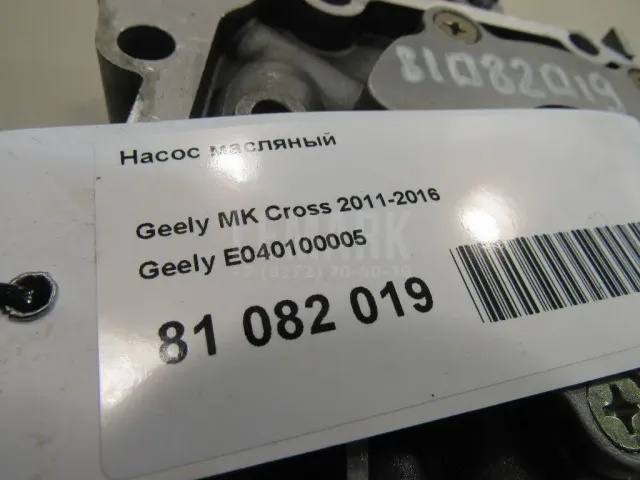 81082019
Насос масляный
Geely MK Cross 2011-2016
Geely E040100005
81 082 019